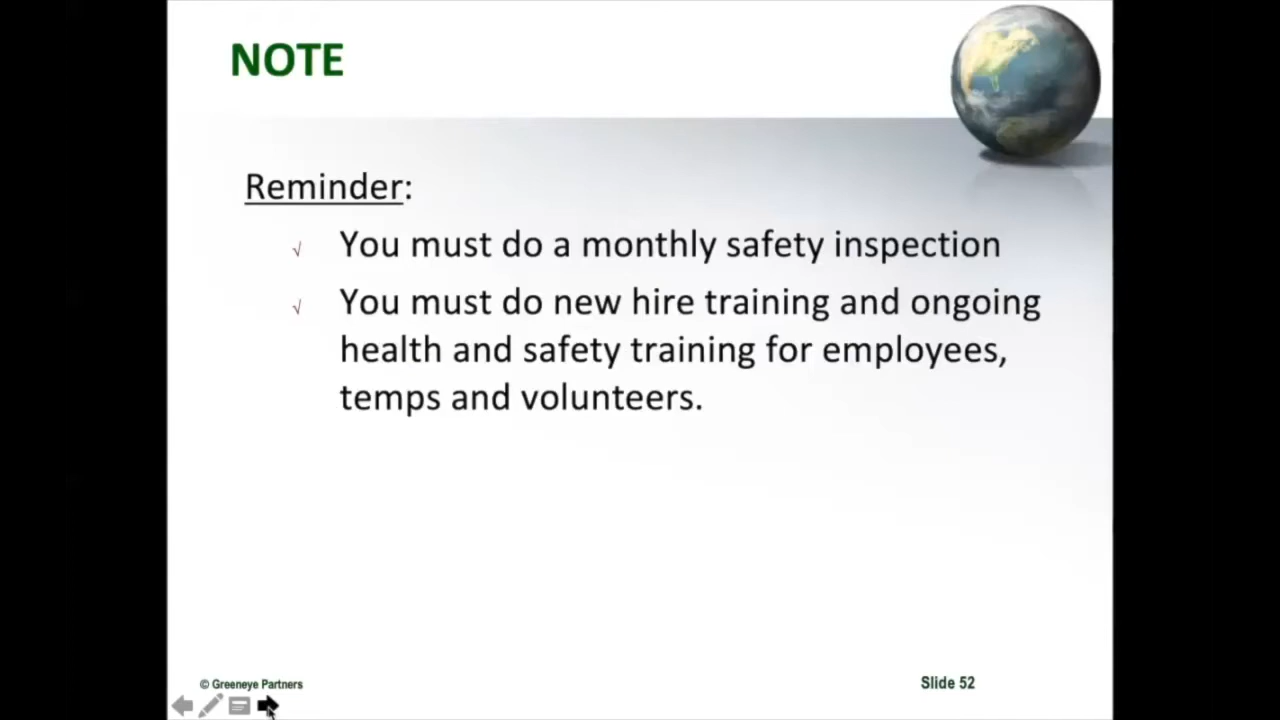 NOTE
Reminder:
√ You must do a monthly safety inspection
√ You must do new hire training and ongoing
health and safety training for employees,
temps and volunteers.
© Greeneye Partners
Slide 52